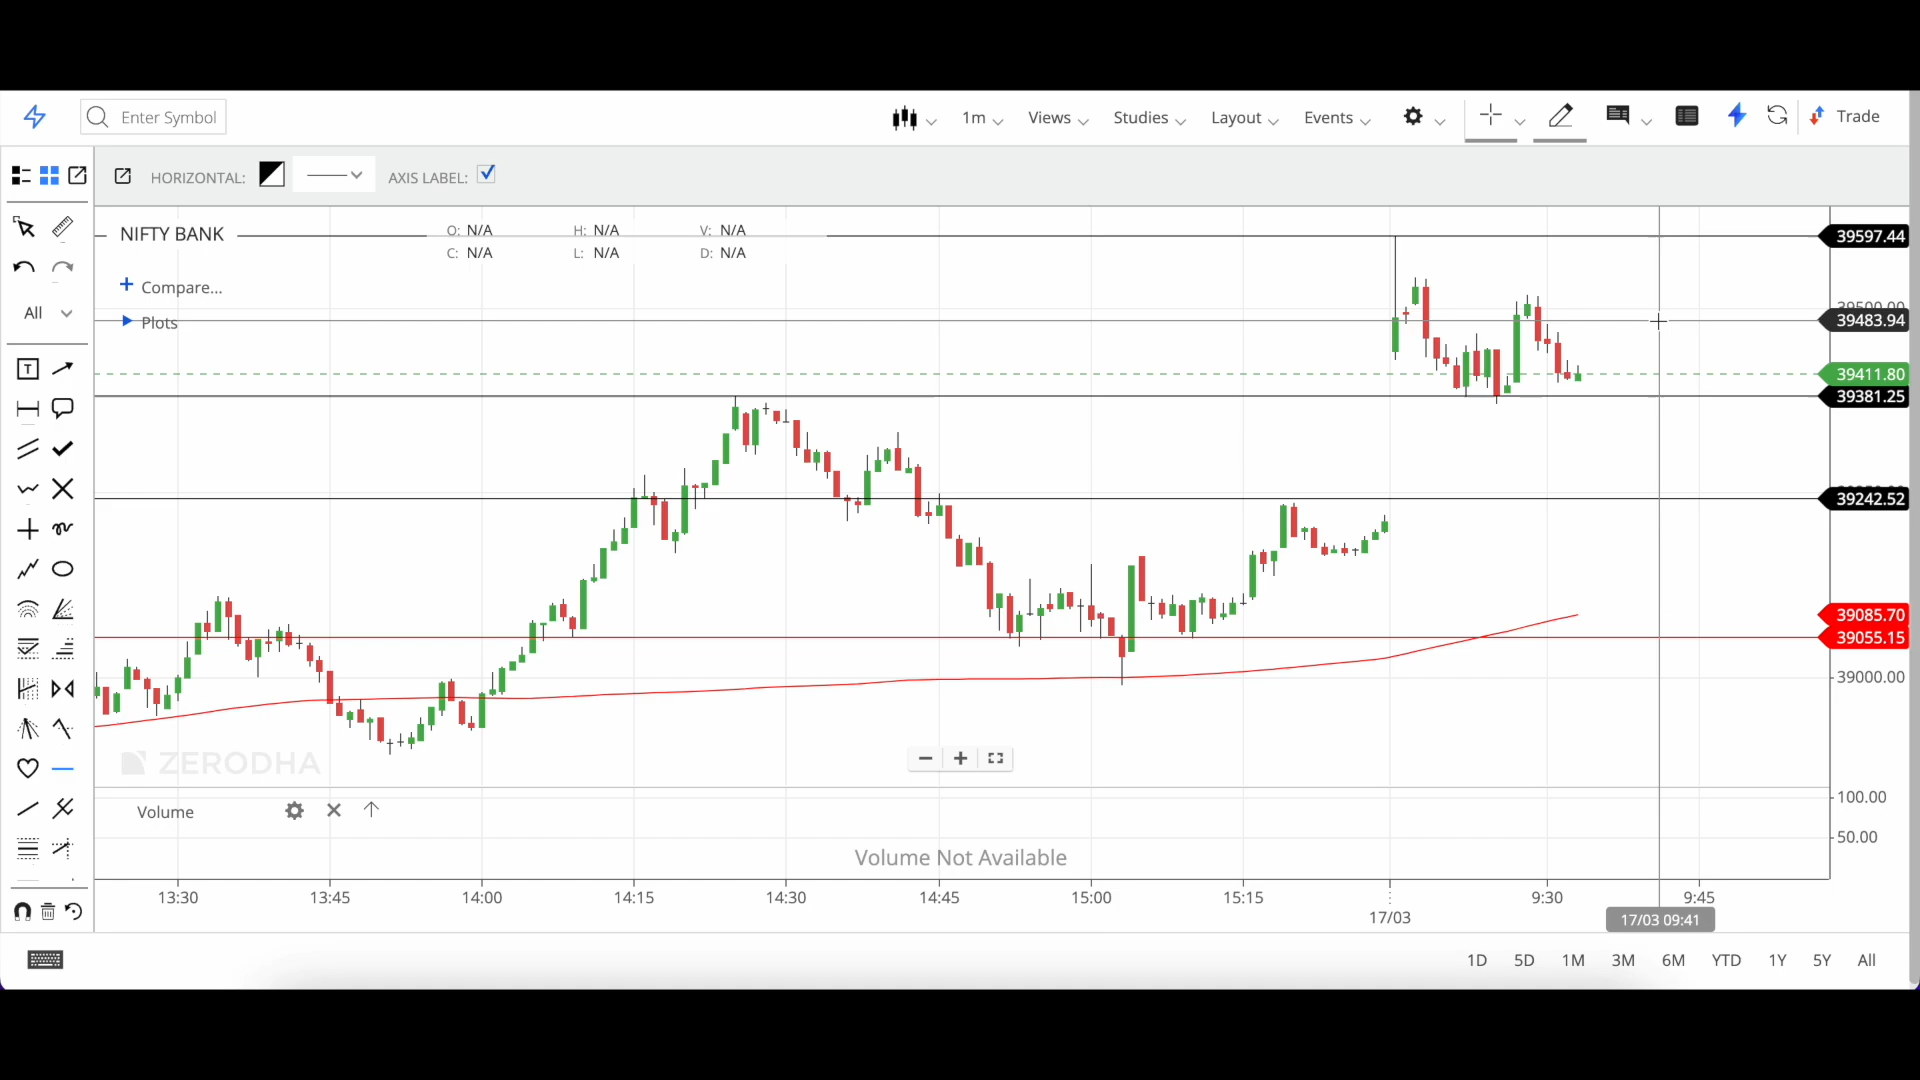 Enter Symbol
1m
Views
Studies
Layout
Events
Trade
HORIZONTAL:
AXIS LABEL:
NIFTY BANK
O: N/A H: N/A V: N/A
C: N/A L: N/A D: N/A
39597.44
Compare...
39500.00
All
Plots
39483.94
T
39411.80
39381.25
39242.52
39085.70
39055.15
39000.00
ZERODHA
Volume
100.00
50.00
Volume Not Available
13:30 13:45 14:00 14:15 14:30 14:45 15:00 15:15 9:30 9:45
17/03
17/03 09:41
1D 5D 1M 3M 6M YTD 1Y 5Y All